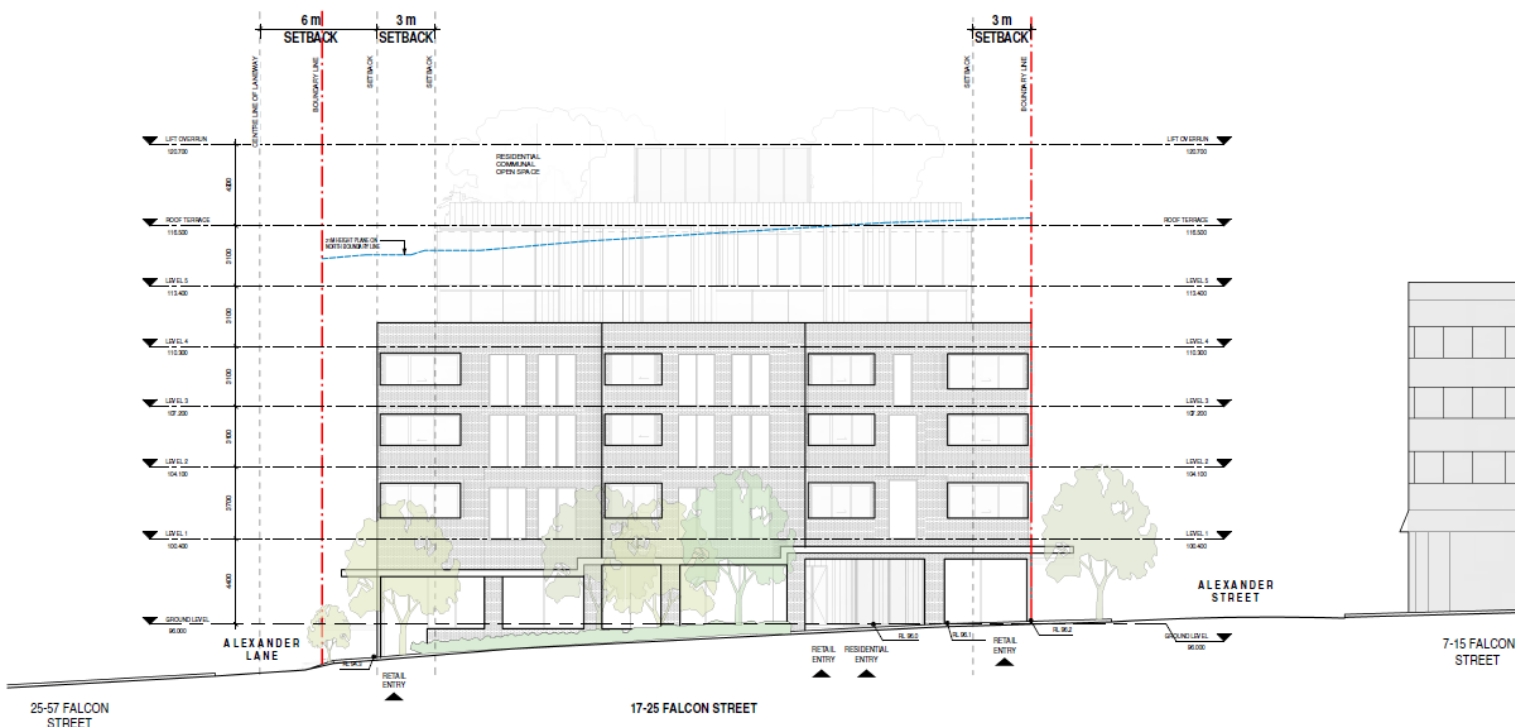 6 m
SETBACK
3 m
SETBACK
3 m
SETBACK
CENTRE LINE OF LANEWAY
BOUNDARY LINE
SETBACK
SETBACK
SETBACK
BOUNDARY LINE
LIFT OVERRUN
120.700
LIFT OVERRUN
120.700
RESIDENTIAL
COMMUNAL
OPEN SPACE
ROOF TERRACE
116.500
ROOF TERRACE
116.500
HEIGHT PLANE ON
NORTH BOUNDARY LINE
3100
LEVEL 5
113.400
LEVEL 5
113.400
3100
LEVEL 4
110.300
LEVEL 4
110.300
3100
LEVEL 3
107.200
LEVEL 3
107.200
3100
LEVEL 2
104.100
LEVEL 2
104.100
3700
LEVEL 1
100.400
LEVEL 1
100.400
4400
ALEXANDER
STREET
GROUND LEVEL
96.000
GROUND LEVEL
96.000
ALEXANDER
LANE
RL 96.0
RL 96.1
RL 96.2
RETAIL
ENTRY
RETAIL
ENTRY
RESIDENTIAL
ENTRY
RETAIL
ENTRY
7-15 FALCON
STREET
25-57 FALCON
STREET
17-25 FALCON STREET